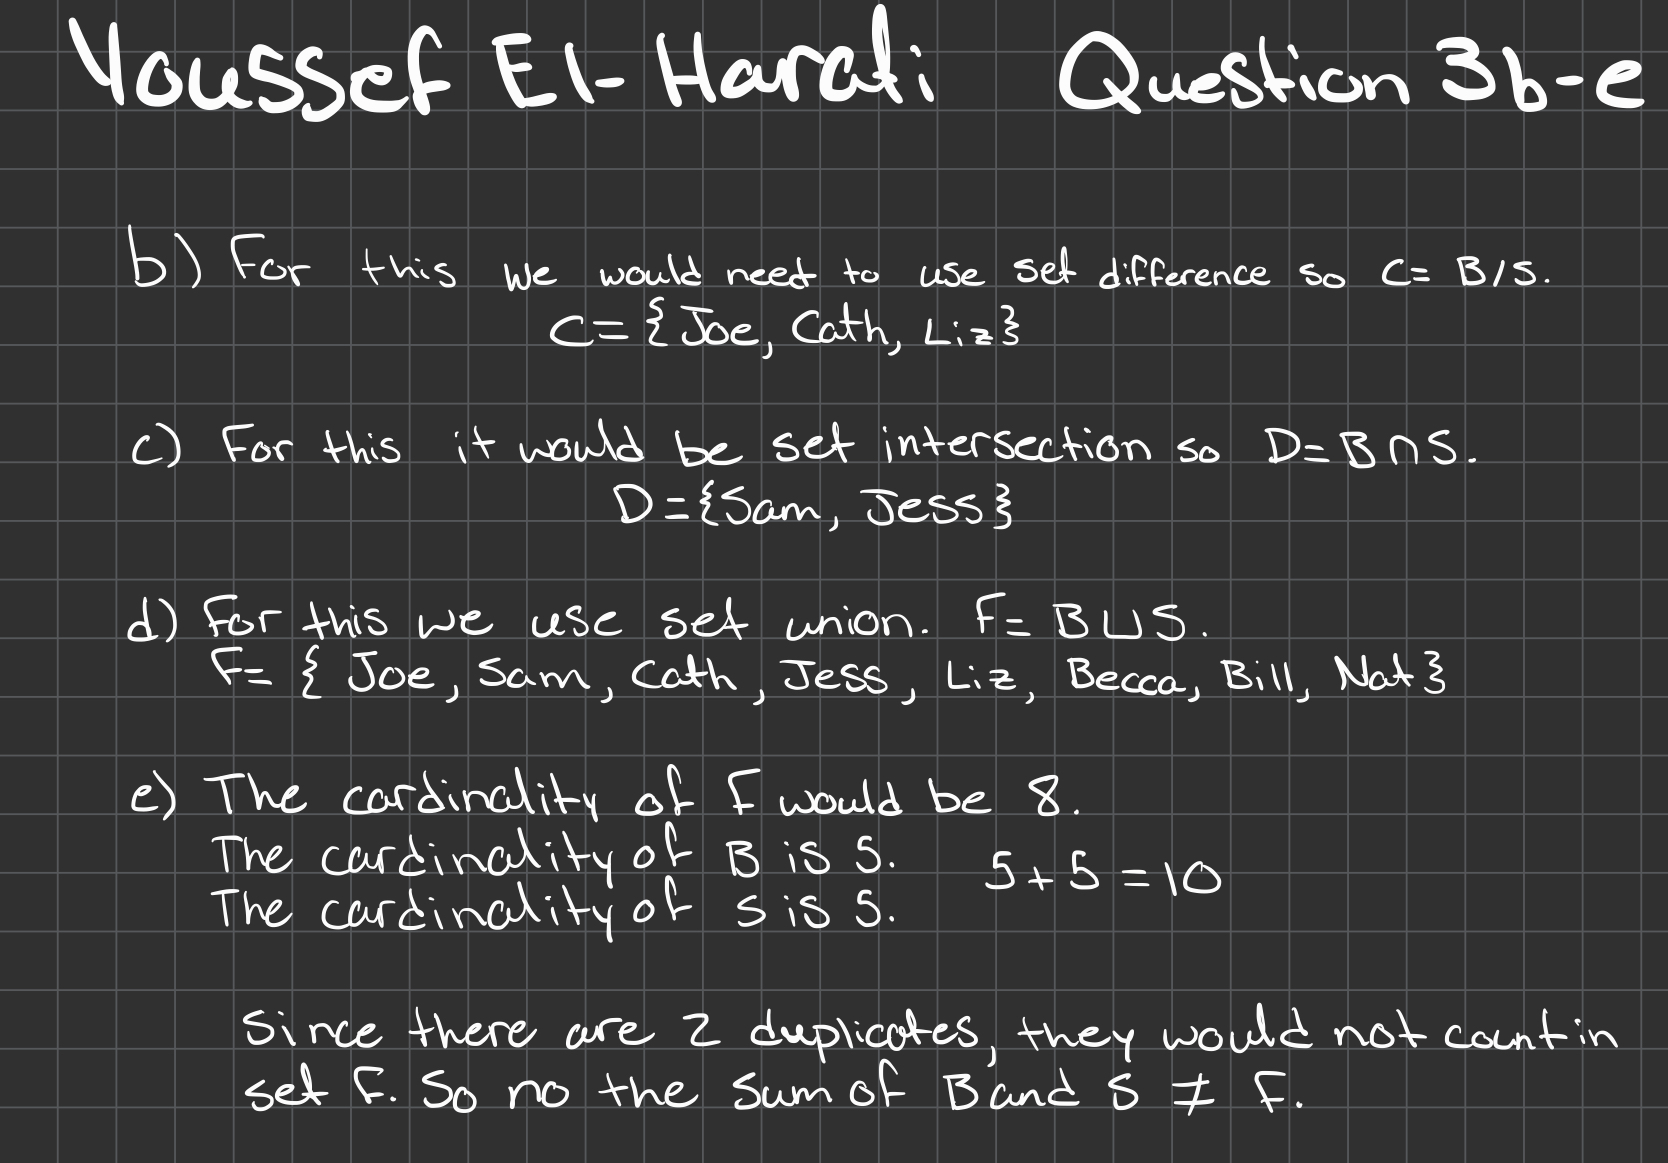 Youssef El-Harati Question 3b-e
b) For this we would need to use set difference so C= B/S.
C= {Joe, Cath, Liz}
c) For this it would be set intersection so D= B∩S.
D={Sam, Jess}
d) For this we use set union. F= B⊔S.
F= { Joe, Sam, Cath, Jess, Liz, Becca, Bill, Nat}
e) The cardinality of F would be 8.
The cardinality of B is 5.
5+5=10
The cardinality of S is 5.
Since there are 2 duplicates, they would not count in
set F. So no the sum of B and S ≠ F.